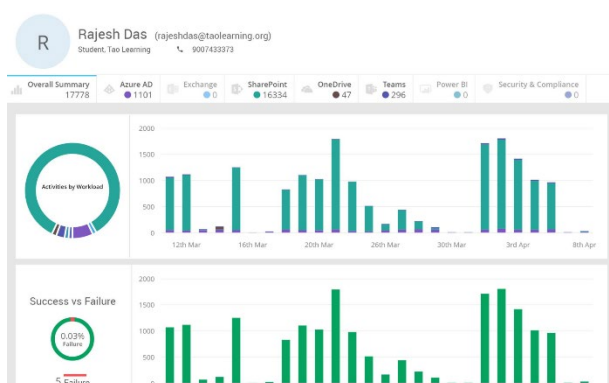 R
Rajesh Das (rajeshdas@taolearning.org)
Student, Tao Learning 9007433373
Overall Summary 17778
Azure AD 1101
Exchange 0
SharePoint 16334
OneDrive 47
Teams 296
Power BI 0
Security & Compliance 0
Activities by Workload
2000
1500
1000
500
0
12th Mar 16th Mar 20th Mar 26th Mar 30th Mar 3rd Apr 8th Apr
Success vs Failure
0.03%
Failure
5 Failure
2000
1500
1000
500